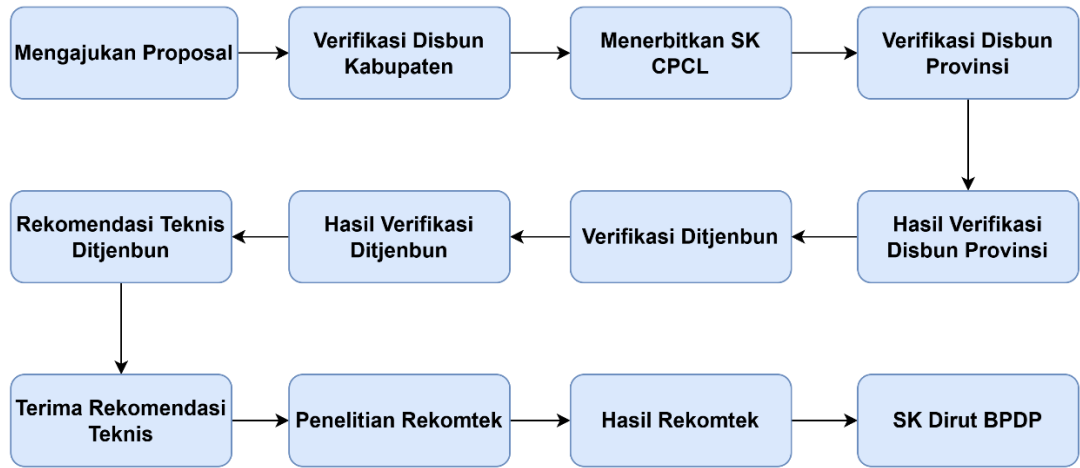 Mengajukan Proposal
Verifikasi Disbun
Kabupaten
Menerbitkan SK
CPCL
Verifikasi Disbun
Provinsi
Hasil Verifikasi
Disbun Provinsi
Verifikasi Ditjenbun
Hasil Verifikasi
Ditjenbun
Rekomendasi Teknis
Ditjenbun
Terima Rekomendasi
Teknis
Penelitian Rekomtek
Hasil Rekomtek
SK Dirut BPDP